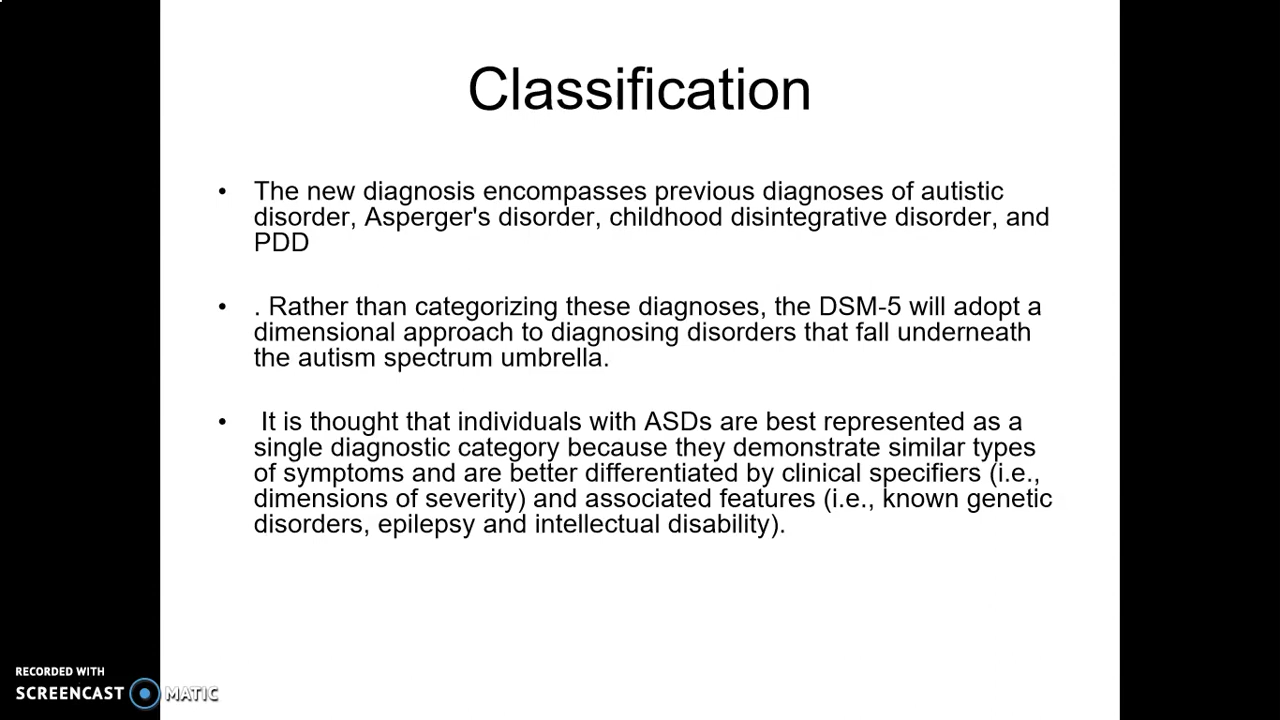 Classification
• The new diagnosis encompasses previous diagnoses of autistic
disorder, Asperger's disorder, childhood disintegrative disorder, and
PDD
• . Rather than categorizing these diagnoses, the DSM-5 will adopt a
dimensional approach to diagnosing disorders that fall underneath
the autism spectrum umbrella.
• It is thought that individuals with ASDs are best represented as a
single diagnostic category because they demonstrate similar types
of symptoms and are better differentiated by clinical specifiers (i.e.,
dimensions of severity) and associated features (i.e., known genetic
disorders, epilepsy and intellectual disability).
RECORDED WITH
SCREENCAST MATIC